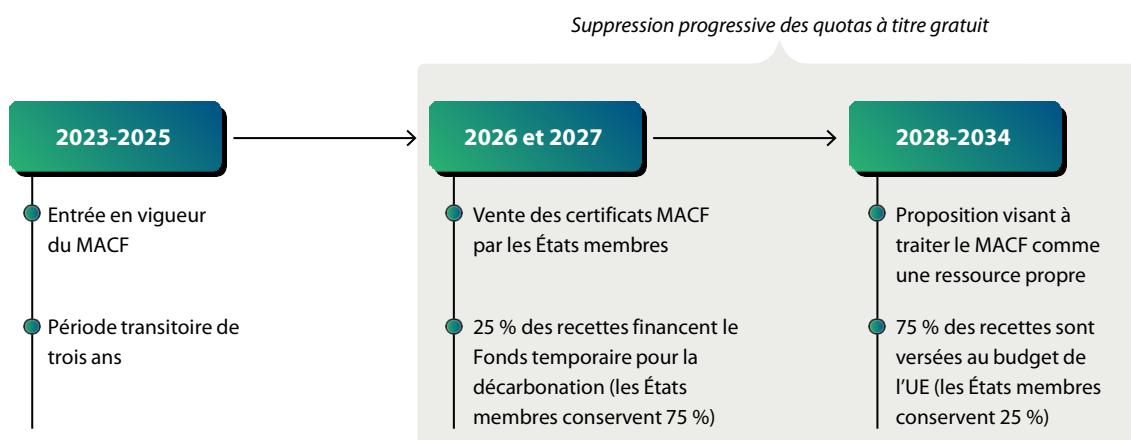 Suppression progressive des quotas à titre gratuit
2023-2025
Entrée en vigueur
du MACF
Période transitoire de
trois ans
2026 et 2027
Vente des certificats MACF
par les États membres
25 % des recettes financent le
Fonds temporaire pour la
décarbonation (les États
membres conservent 75 %)
2028-2034
Proposition visant à
traiter le MACF comme
une ressource propre
75 % des recettes sont
versées au budget de
l’UE (les États membres
conservent 25 %)